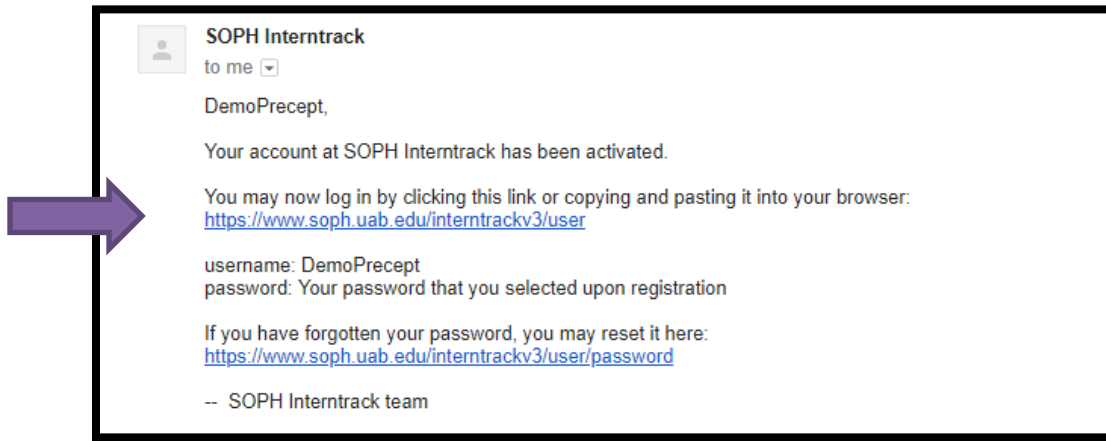 SOPH Interntrack
to me
DemoPrecept,
Your account at SOPH Interntrack has been activated.
You may now log in by clicking this link or copying and pasting it into your browser:
https://www.soph.uab.edu/interntrackv3/user
username: DemoPrecept
password: Your password that you selected upon registration
If you have forgotten your password, you may reset it here:
https://www.soph.uab.edu/interntrackv3/user/password
-- SOPH Interntrack team